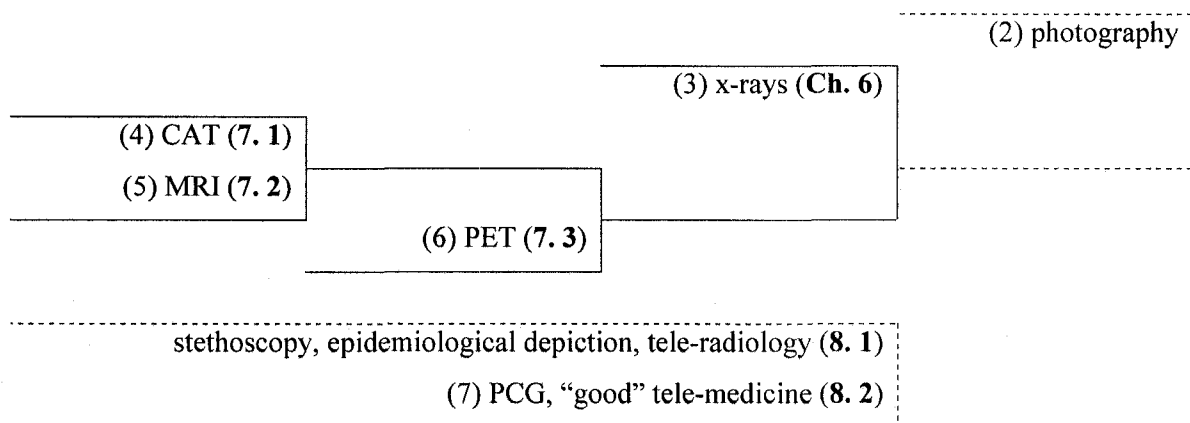 (2) photography
(3) x-rays (Ch. 6)
(4) CAT (7. 1)
(5) MRI (7. 2)
(6) PET (7. 3)
stethoscopy, epidemiological depiction, tele-radiology (8. 1)
(7) PCG, “good” tele-medicine (8. 2)